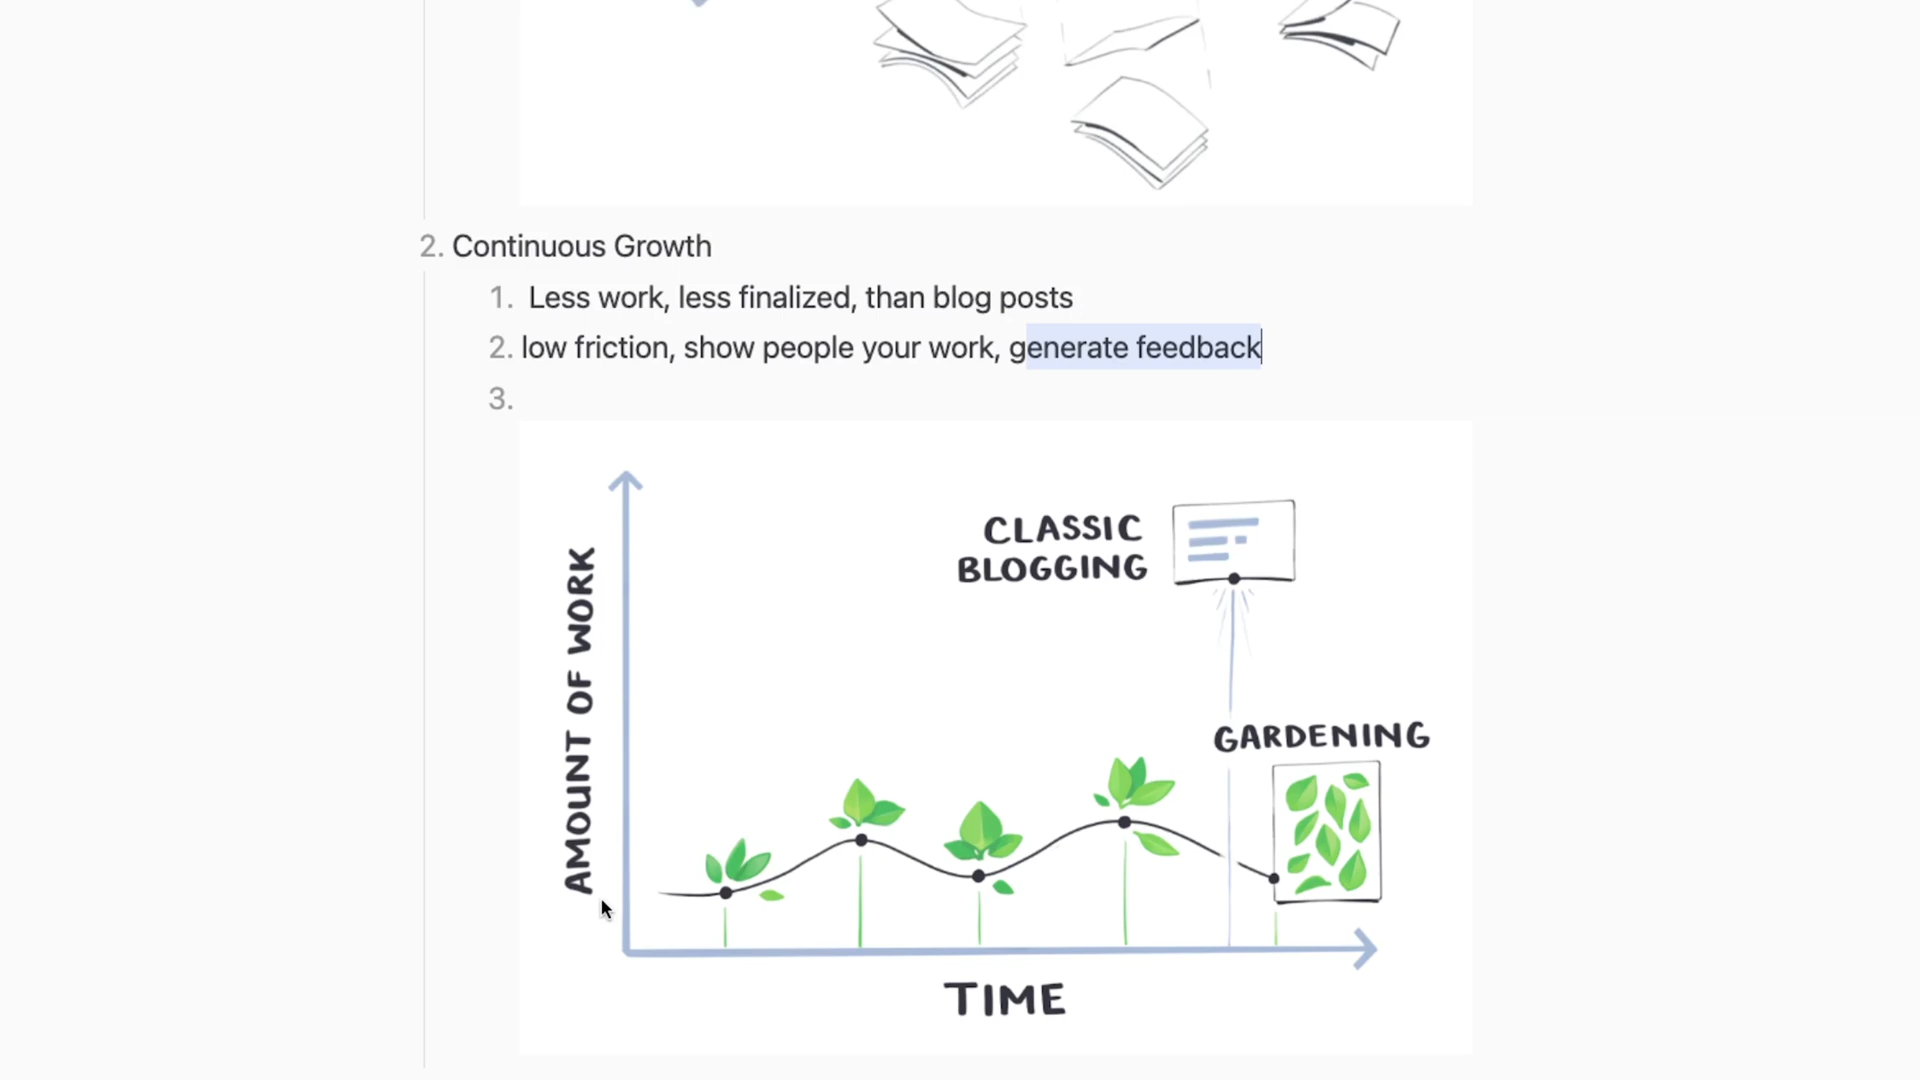 2. Continuous Growth
1. Less work, less finalized, than blog posts
2. low friction, show people your work, generate feedback
3.
CLASSIC
BLOGGING
AMOUNT OF WORK
GARDENING
TIME